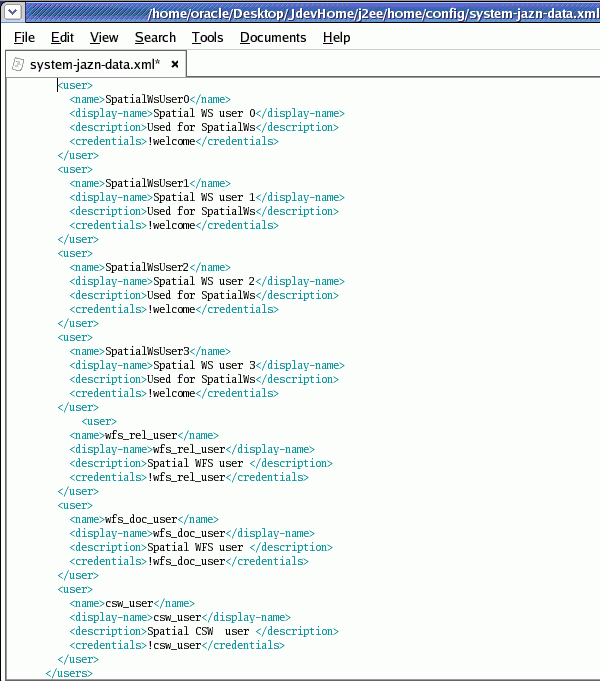 /home/oracle/Desktop/JdevHome/j2ee/home/config/system-jazn-data.xml
File Edit View Search Tools Documents Help
system-jazn-data.xml* ×
<user>
<name>SpatialWsUser0</name>
<display-name>Spatial WS user 0</display-name>
<description>Used for SpatialWs</description>
<credentials>!welcome</credentials>
</user>
<user>
<name>SpatialWsUser1</name>
<display-name>Spatial WS user 1</display-name>
<description>Used for SpatialWs</description>
<credentials>!welcome</credentials>
</user>
<user>
<name>SpatialWsUser2</name>
<display-name>Spatial WS user 2</display-name>
<description>Used for SpatialWs</description>
<credentials>!welcome</credentials>
</user>
<user>
<name>SpatialWsUser3</name>
<display-name>Spatial WS user 3</display-name>
<description>Used for SpatialWs</description>
<credentials>!welcome</credentials>
</user>
<user>
<name>wfs_rel_user</name>
<display-name>wfs_rel_user</display-name>
<description>Spatial WFS user </description>
<credentials>!wfs_rel_user</credentials>
</user>
<user>
<name>wfs_doc_user</name>
<display-name>wfs_doc_user</display-name>
<description>Spatial WFS user </description>
<credentials>!wfs_doc_user</credentials>
</user>
<user>
<name>csw_user</name>
<display-name>csw_user</display-name>
<description>Spatial CSW  user </description>
<credentials>!csw_user</credentials>
</user>
</users>